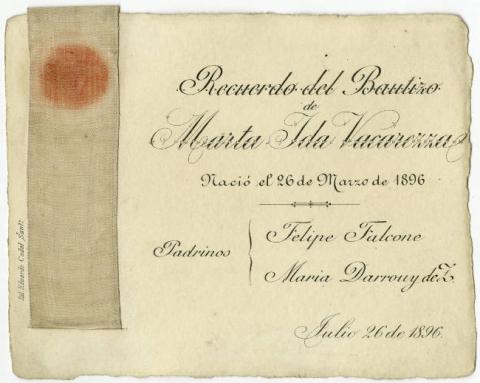 Recuerdo del Bautizo
de
Marta Ida Vacarezza
Nació el 26 de Marzo de 1896
Padrinos
Felipe Falcone
Maria Darrouy de Z.
Julio 26 de 1896.
Eduardo